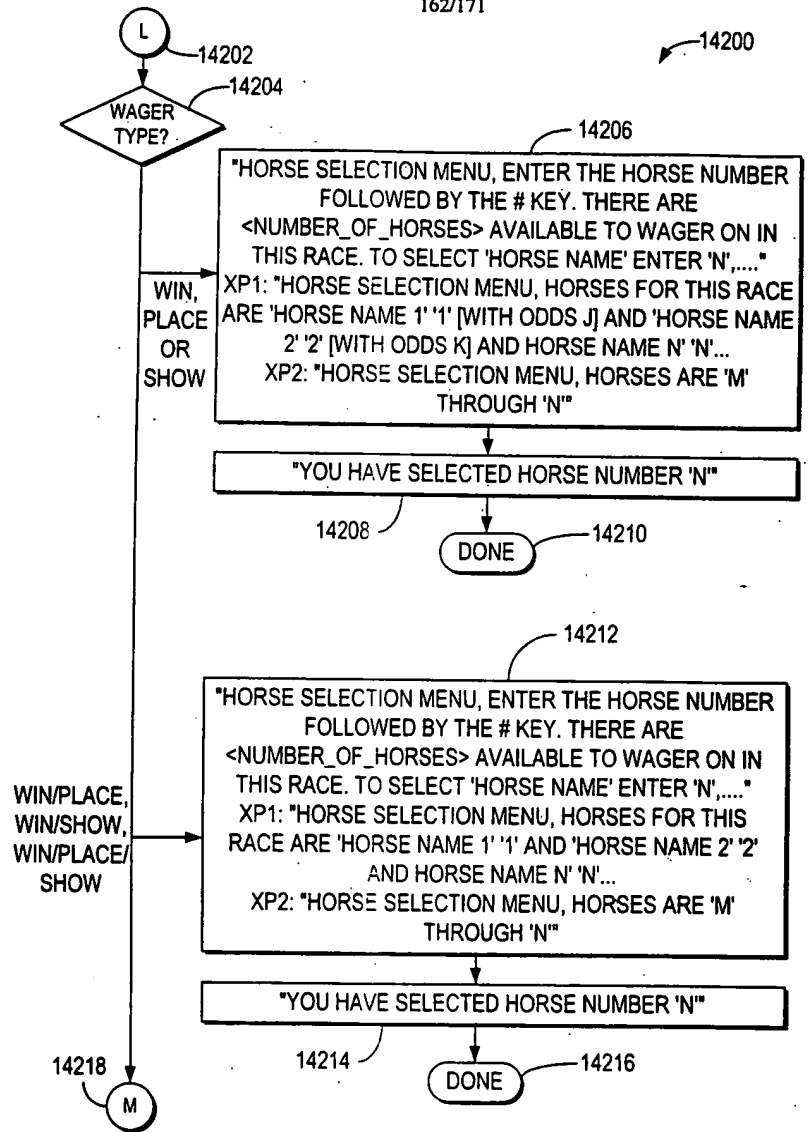 162/171
L
14202
14200
14204
WAGER
TYPE?
14206
"HORSE SELECTION MENU, ENTER THE HORSE NUMBER
FOLLOWED BY THE # KEY. THERE ARE
<NUMBER_OF_HORSES> AVAILABLE TO WAGER ON IN
THIS RACE. TO SELECT 'HORSE NAME' ENTER 'N',...."
XP1: "HORSE SELECTION MENU, HORSES FOR THIS RACE
ARE 'HORSE NAME 1' '1' [WITH ODDS J] AND 'HORSE NAME
2' '2' [WITH ODDS K] AND HORSE NAME N' 'N'...
XP2: "HORSE SELECTION MENU, HORSES ARE 'M'
THROUGH 'N'"
WIN,
PLACE
OR
SHOW
"YOU HAVE SELECTED HORSE NUMBER 'N'"
14208
DONE
14210
14212
"HORSE SELECTION MENU, ENTER THE HORSE NUMBER
FOLLOWED BY THE # KEY. THERE ARE
<NUMBER_OF_HORSES> AVAILABLE TO WAGER ON IN
THIS RACE. TO SELECT 'HORSE NAME' ENTER 'N',...."
XP1: "HORSE SELECTION MENU, HORSES FOR THIS
RACE ARE 'HORSE NAME 1' '1' AND 'HORSE NAME 2' '2'
AND HORSE NAME N' 'N'...
XP2: "HORSE SELECTION MENU, HORSES ARE 'M'
THROUGH 'N'"
WIN/PLACE,
WIN/SHOW,
WIN/PLACE/
SHOW
"YOU HAVE SELECTED HORSE NUMBER 'N'"
14214
DONE
14216
14218
M